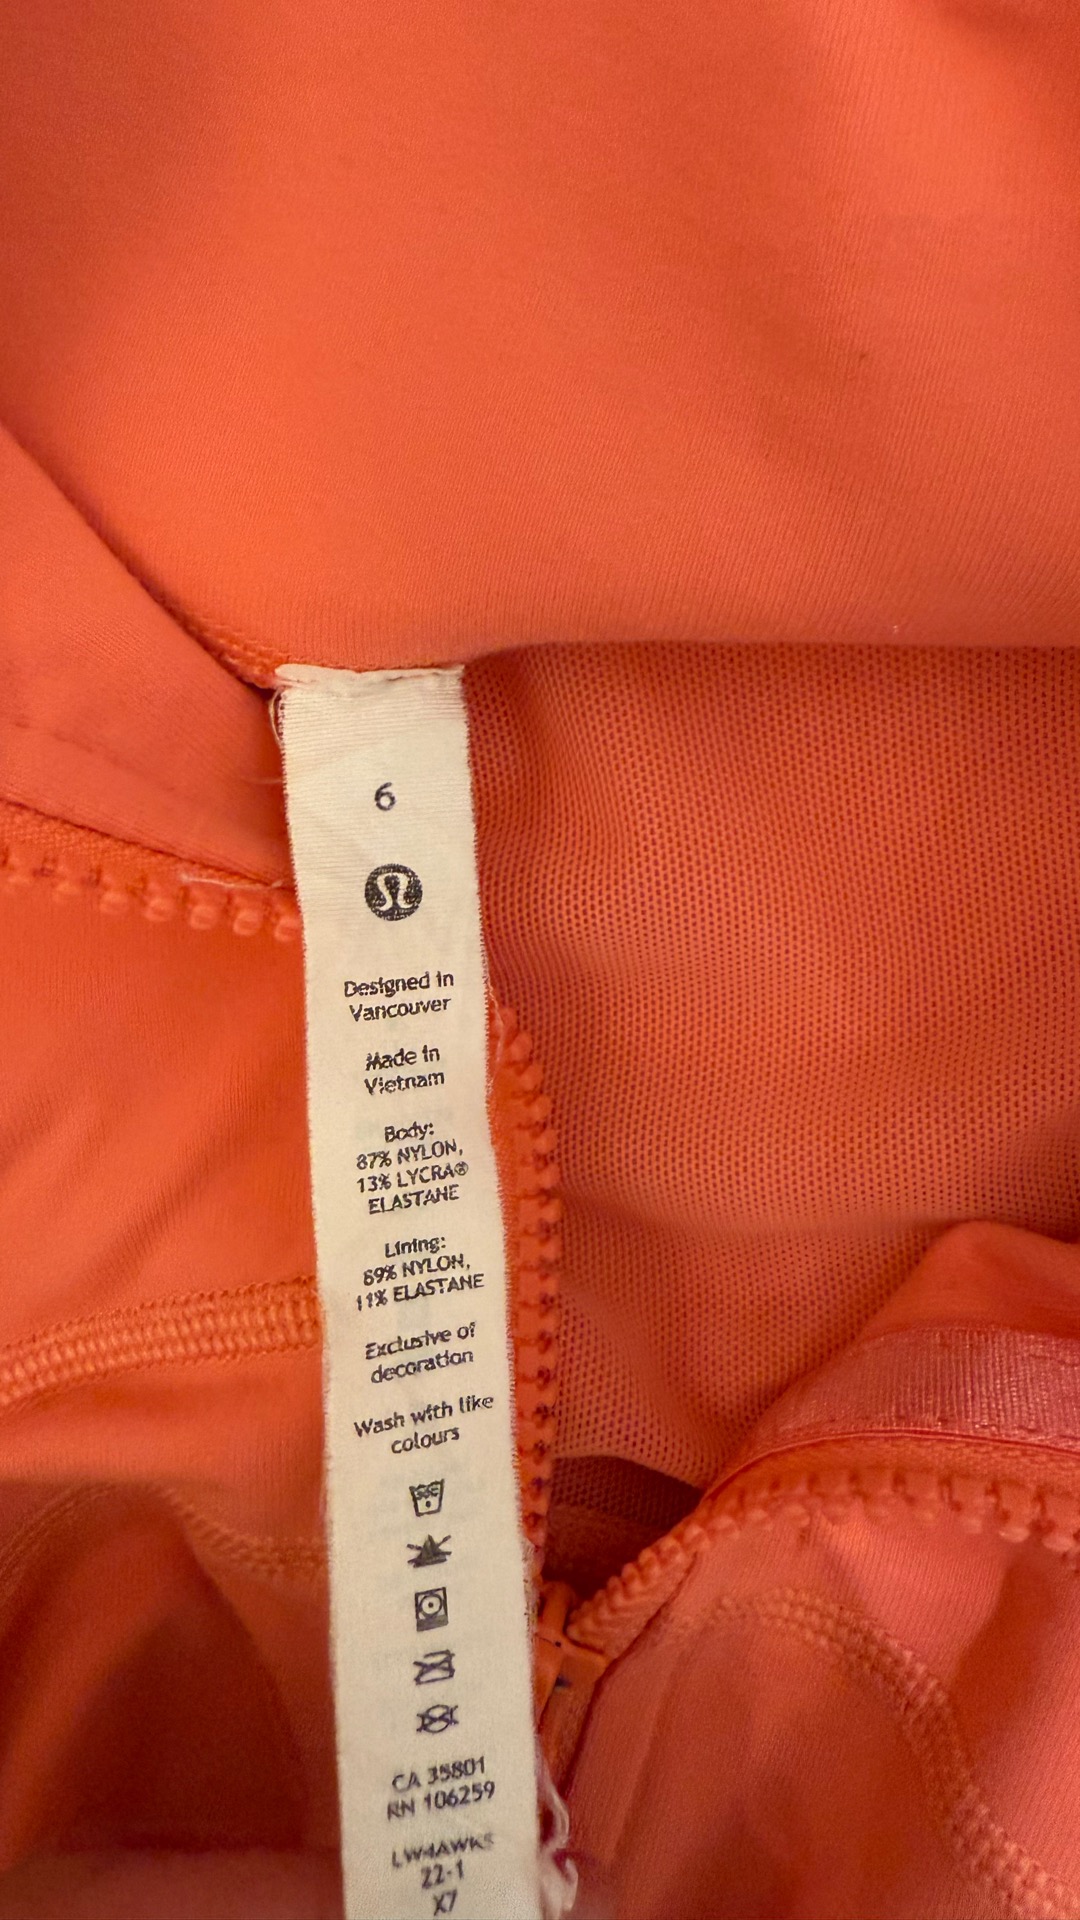 6
Designed in
Vancouver
Made in
Vietnam
Body:
87% NYLON,
13% LYCRA®
ELASTANE
Lining:
89% NYLON,
11% ELASTANE
Exclusive of
decoration
Wash with like
colours
CA 35801
RN 106259
22-1
X7